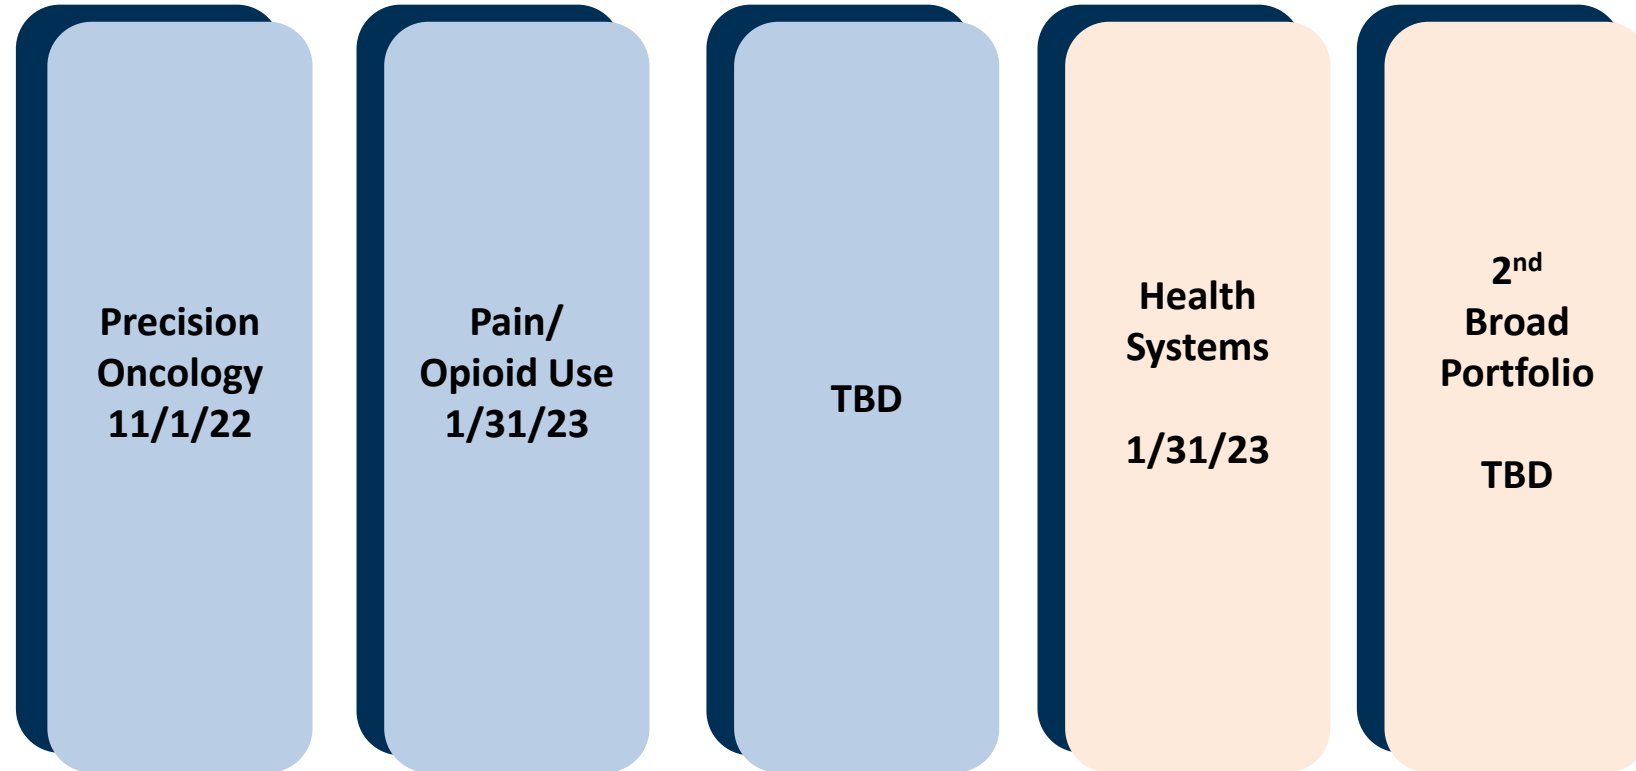 Precision
Oncology
11/1/22
Pain/
Opioid Use
1/31/23
TBD
Health
Systems
1/31/23
2nd
Broad
Portfolio
TBD